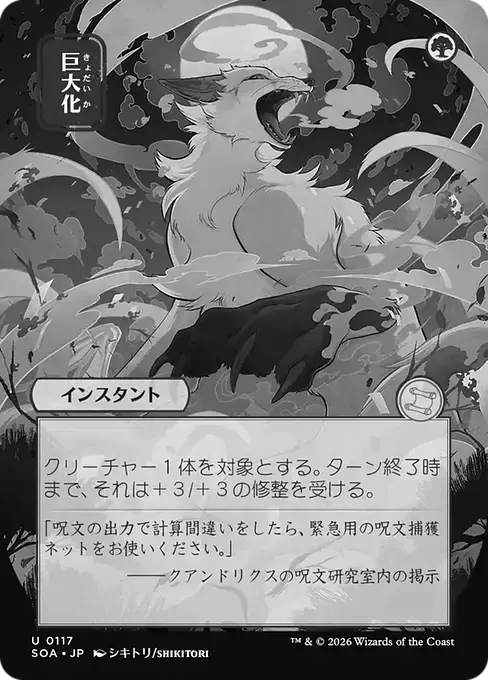 きょだいか
巨大化
インスタント
クリーチャー1体を対象とする。ターン終了時
まで、それは+3/+3の修整を受ける。
「呪文の出力で計算間違いをしたら、緊急用の呪文捕獲
ネットをお使いください。」
――クアンドリクスの呪文研究室内の掲示
U 0117
SOA・JP シキトリ/SHIKITORI
™ & © 2026 Wizards of the Coast